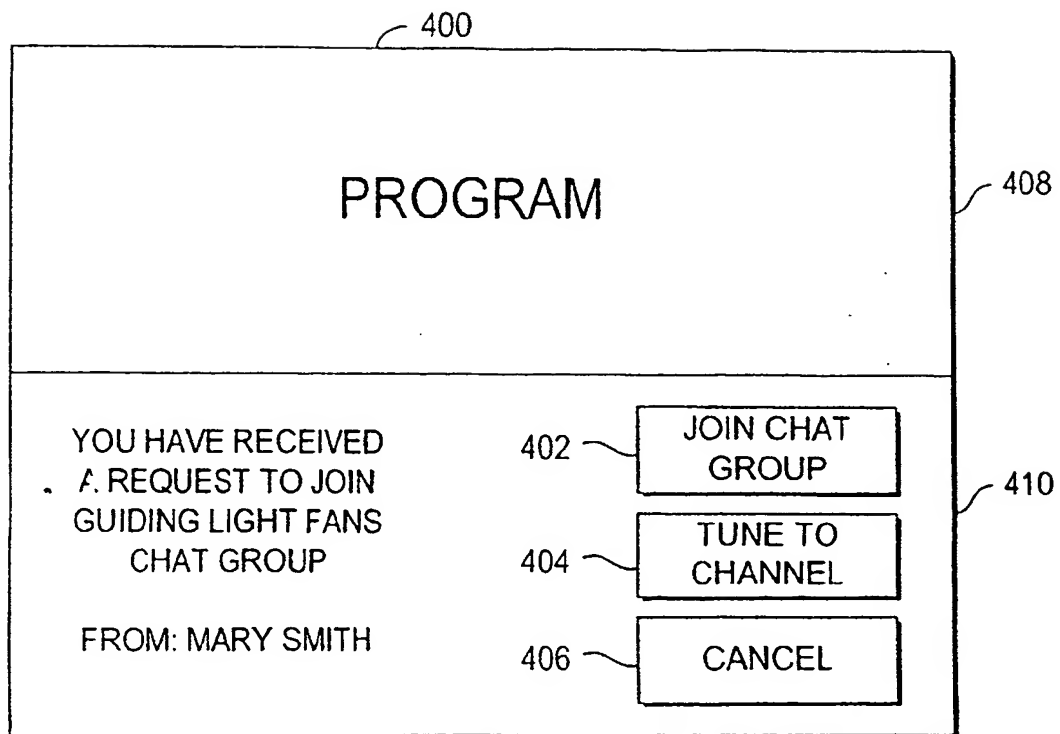 400
PROGRAM
408
YOU HAVE RECEIVED
A REQUEST TO JOIN
GUIDING LIGHT FANS
CHAT GROUP
FROM: MARY SMITH
402
JOIN CHAT
GROUP
410
404
TUNE TO
CHANNEL
406
CANCEL